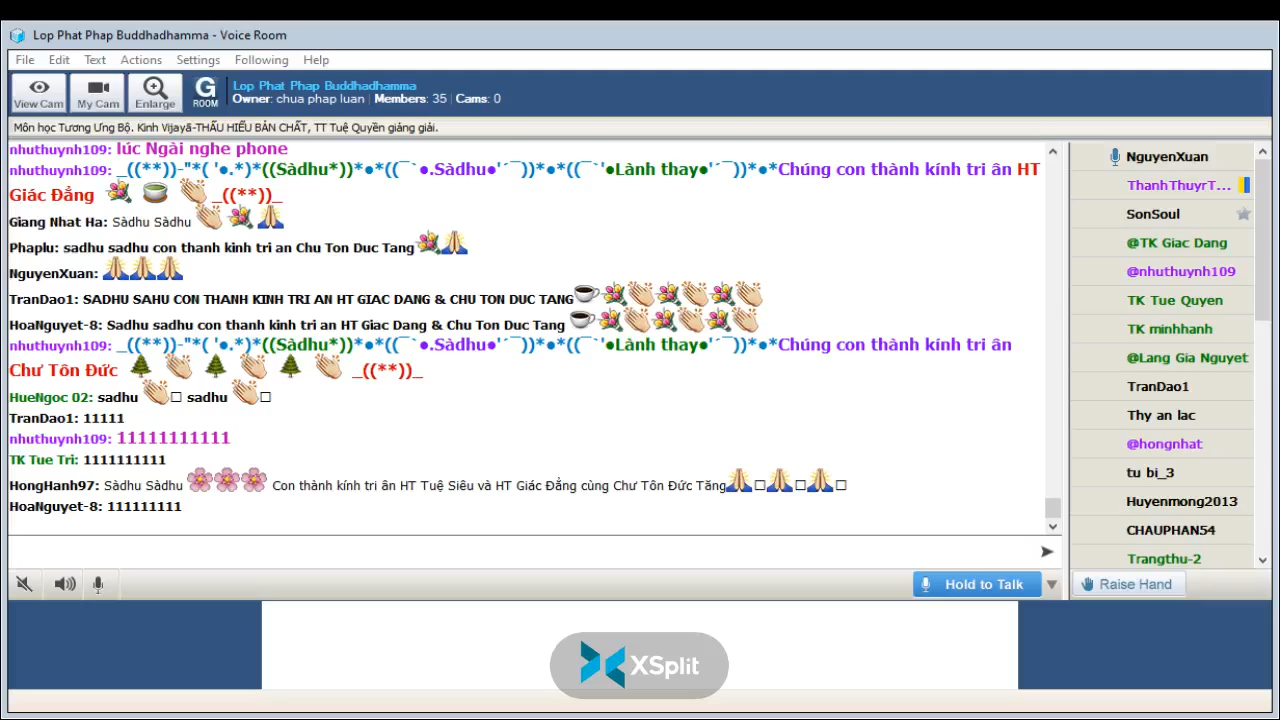 Lop Phat Phap Buddhadhamma - Voice Room
File Edit Text Actions Settings Following Help
View Cam My Cam Enlarge G ROOM
Lop Phat Phap Buddhadhamma
Owner: chua phap luan | Members: 35 | Cams: 0
Môn học Tương Ưng Bộ. Kinh Vijayā-THẤU HIỂU BẢN CHẤT, TT Tuệ Quyền giảng giải.
nhuthuynh109: lúc Ngài nghe phone
nhuthuynh109: _((**))-"*( '●.*)*((Sàdhu*))*●*((¯`●.Sàdhu●'´¯))*●*((¯`'●Lành thay●'´¯))*●*Chúng con thành kính tri ân HT
Giác Đẳng _((**))_
Giang Nhat Ha: Sàdhu Sàdhu
Phaplu: sadhu sadhu con thanh kinh tri an Chu Ton Duc Tang
NguyenXuan:
TranDao1: SADHU SAHU CON THANH KINH TRI AN HT GIAC DANG & CHU TON DUC TANG
HoaNguyet-8: Sadhu sadhu con thanh kinh tri an HT Giac Dang & Chu Ton Duc Tang
nhuthuynh109: _((**))-"*( '●.*)*((Sàdhu*))*●*((¯`●.Sàdhu●'´¯))*●*((¯`'●Lành thay●'´¯))*●*Chúng con thành kính tri ân
Chư Tôn Đức _((**))_
HueNgoc 02: sadhu □ sadhu □
TranDao1: 11111
nhuthuynh109: 11111111111
TK Tue Tri: 1111111111
HongHanh97: Sādhu Sàdhu Con thành kính tri ân HT Tuệ Siêu và HT Giác Đẳng cùng Chư Tôn Đức Tăng □ □ □
HoaNguyet-8: 111111111
NguyenXuan
ThanhThuyrT...
SonSoul
@TK Giac Dang
@nhuthuynh109
TK Tue Quyen
TK minhhanh
@Lang Gia Nguyet
TranDao1
Thy an lac
@hongnhat
tu bi_3
Huyenmong2013
CHAUPHAN54
Trangthu-2
Hold to Talk
Raise Hand
XSplit